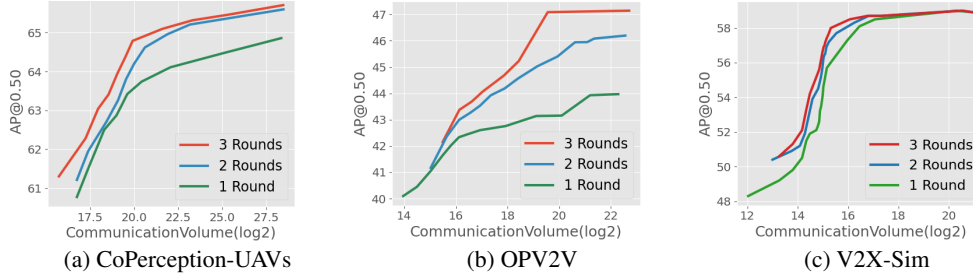 AP@0.50
65
64
63
62
61
3 Rounds
2 Rounds
1 Round
17.5 20.0 22.5 25.0 27.5
CommunicationVolume(log2)
(a) CoPerception-UAVs
AP@0.50
47
46
45
44
43
42
41
40
3 Rounds
2 Rounds
1 Round
14 16 18 20 22
CommunicationVolume(log2)
(b) OPV2V
AP@0.50
58
56
54
52
50
48
3 Rounds
2 Rounds
1 Round
12 14 16 18 20
CommunicationVolume(log2)
(c) V2X-Sim